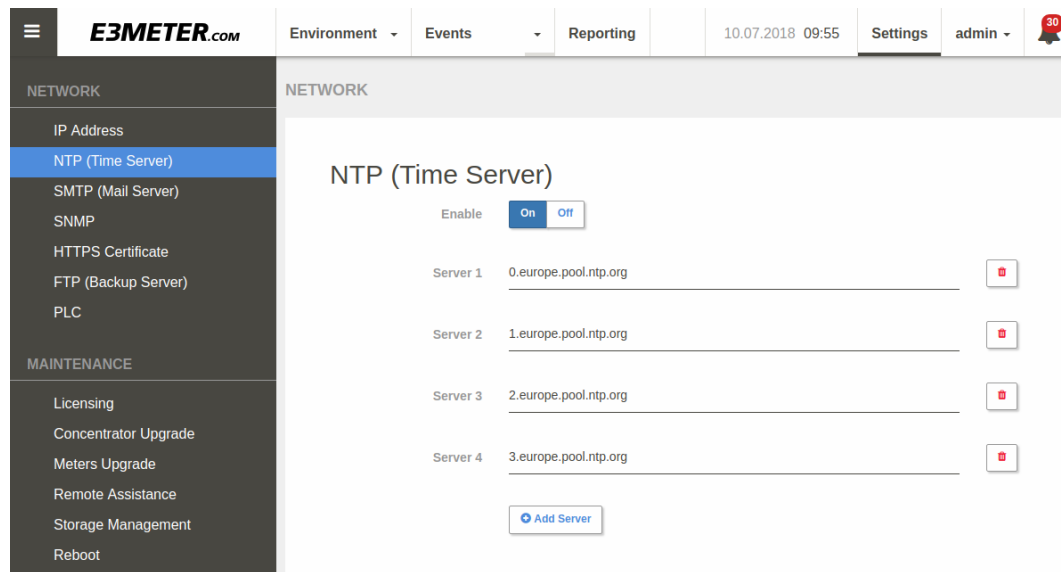 E3METER.COM
Environment Events Reporting 10.07.2018 09:55 Settings admin 30
NETWORK
IP Address
NTP (Time Server)
SMTP (Mail Server)
SNMP
HTTPS Certificate
FTP (Backup Server)
PLC
MAINTENANCE
Licensing
Concentrator Upgrade
Meters Upgrade
Remote Assistance
Storage Management
Reboot
NETWORK
NTP (Time Server)
Enable On Off
Server 1 0.europe.pool.ntp.org
Server 2 1.europe.pool.ntp.org
Server 3 2.europe.pool.ntp.org
Server 4 3.europe.pool.ntp.org
Add Server